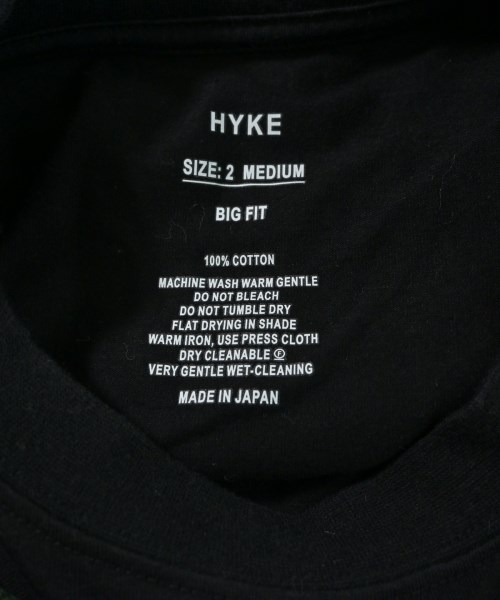 HYKE
SIZE: 2 MEDIUM
BIG FIT
100% COTTON
MACHINE WASH WARM GENTLE
DO NOT BLEACH
DO NOT TUMBLE DRY
FLAT DRYING IN SHADE
WARM IRON, USE PRESS CLOTH
DRY CLEANABLE Ⓟ
VERY GENTLE WET-CLEANING
MADE IN JAPAN